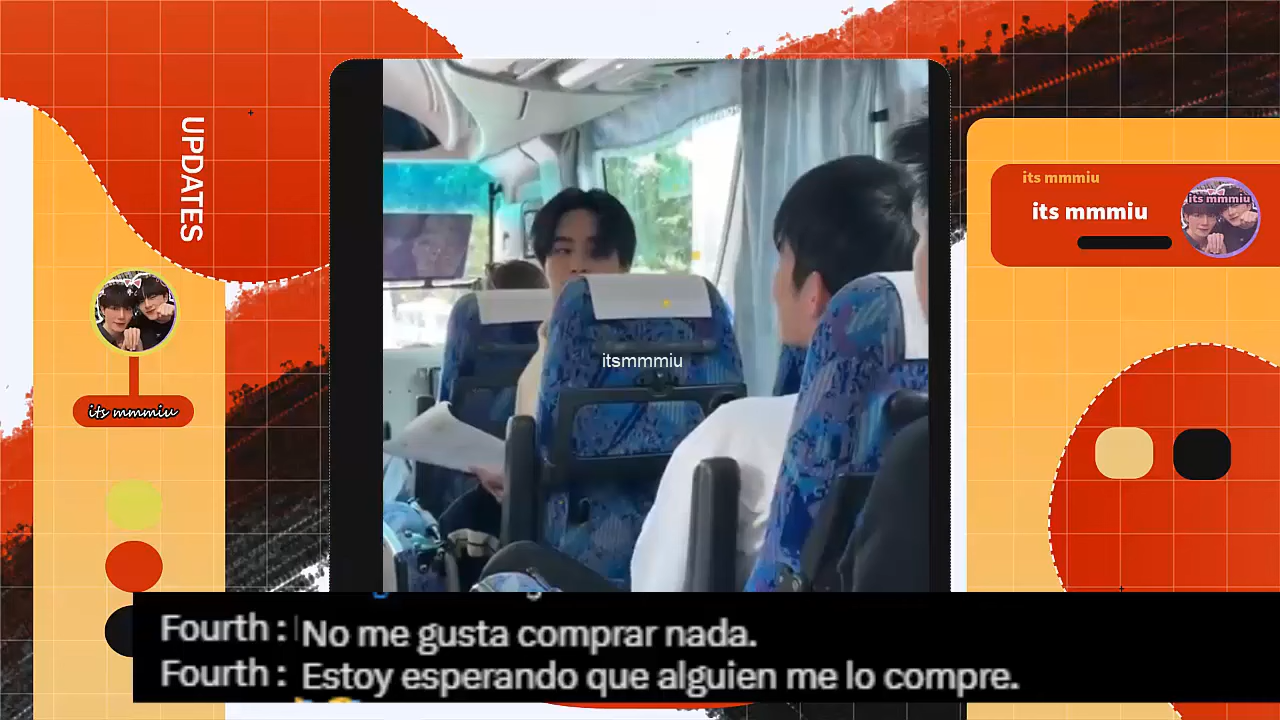 UPDATES
its mmmiu
its mmmiu
its mmmiu
its mmmiu
itsmmmiu
Fourth : No me gusta comprar nada.
Fourth : Estoy esperando que alguien me lo compre.